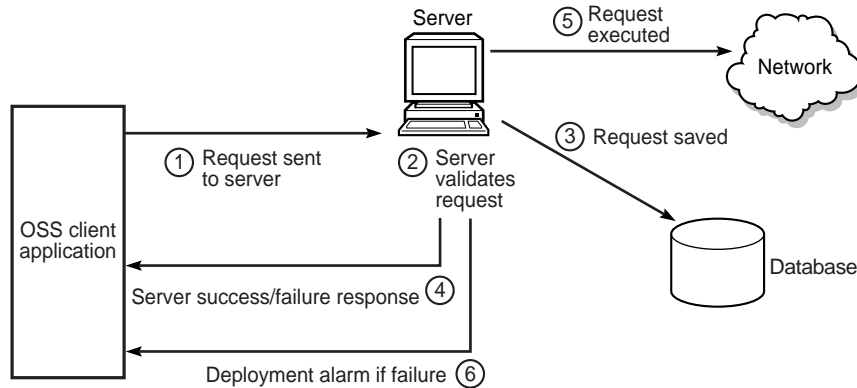 Server
5 Request
executed
Network
1 Request sent
to server
2 Server
validates
request
3 Request saved
OSS client
application
Database
Server success/failure response 4
Deployment alarm if failure 6